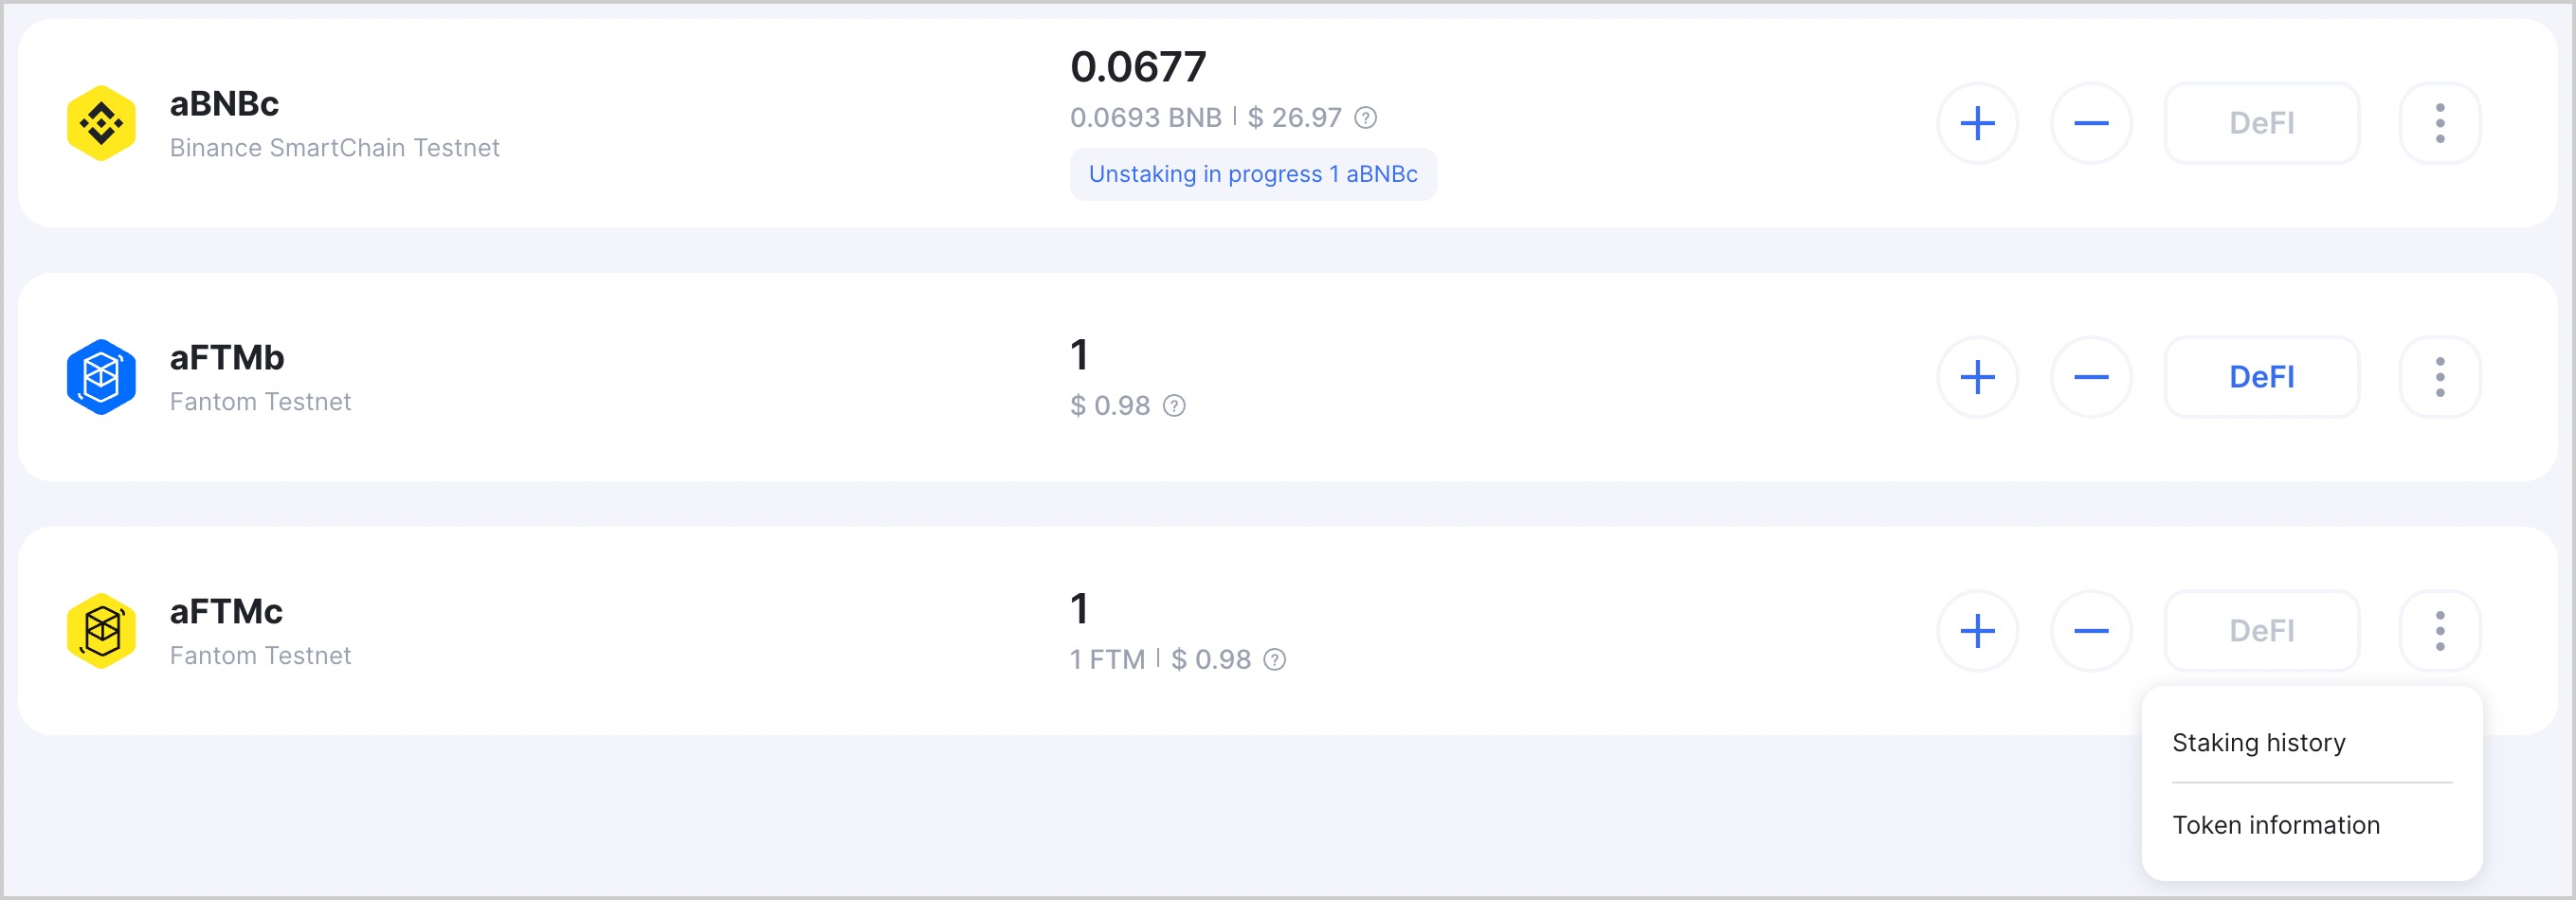 aBNBc
Binance SmartChain Testnet
0.0677
0.0693 BNB | $ 26.97 ?
Unstaking in progress 1 aBNBc
DeFI
aFTMb
Fantom Testnet
1
$ 0.98 ?
DeFI
aFTMc
Fantom Testnet
1
1 FTM | $ 0.98 ?
DeFI
Staking history
Token information